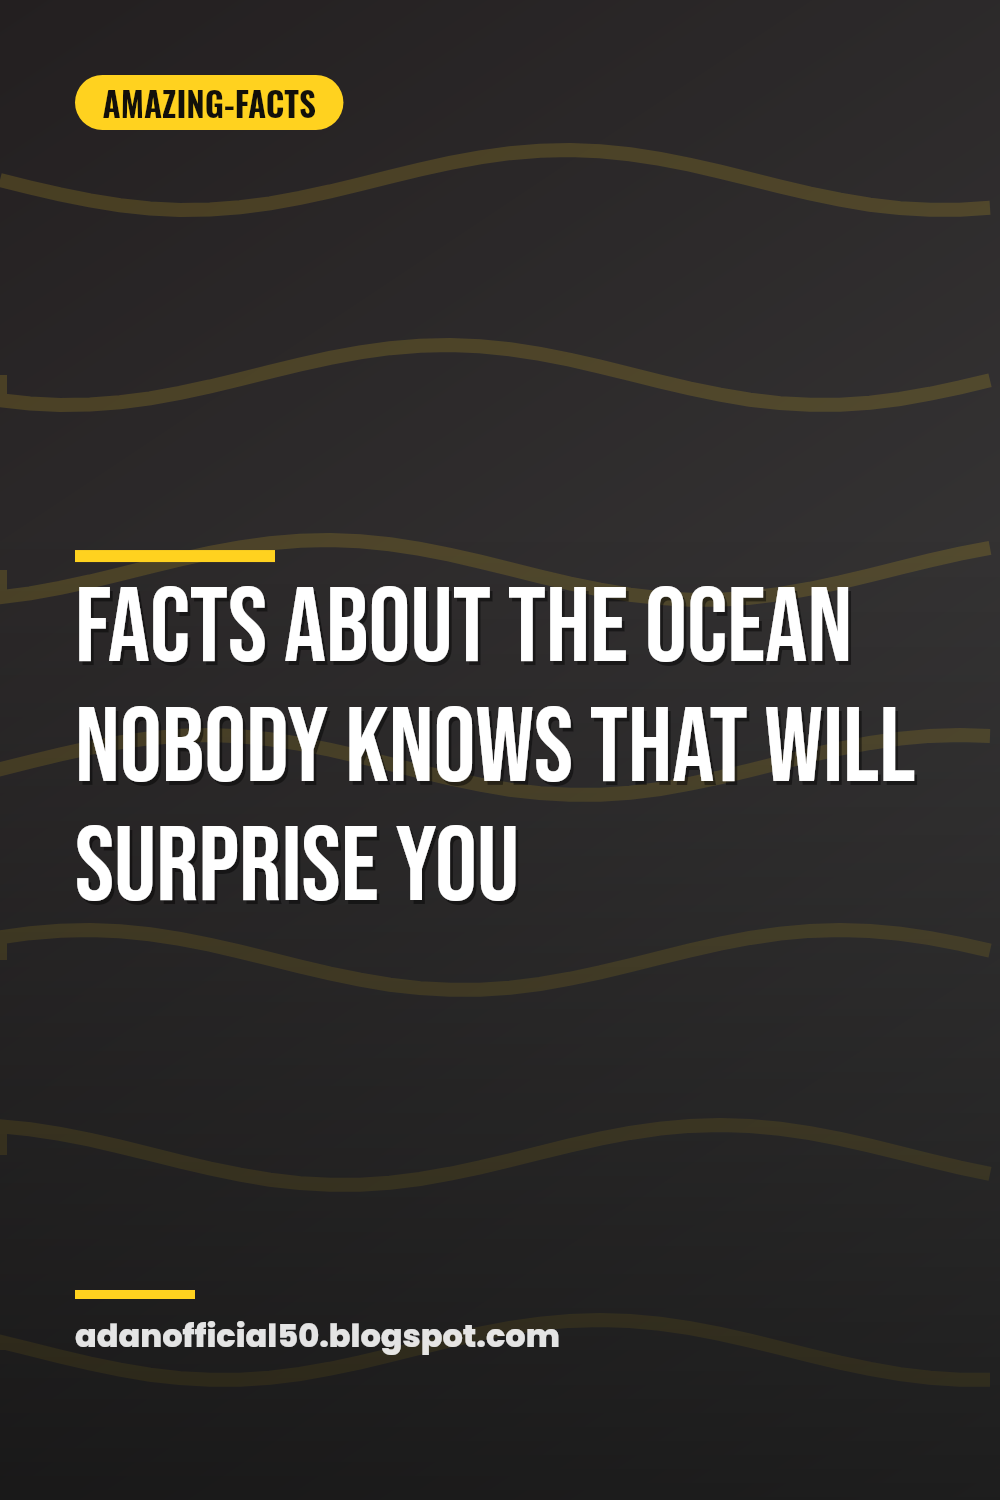 AMAZING-FACTS
FACTS ABOUT THE OCEAN
NOBODY KNOWS THAT WILL
SURPRISE YOU
adanofficial50.blogspot.com